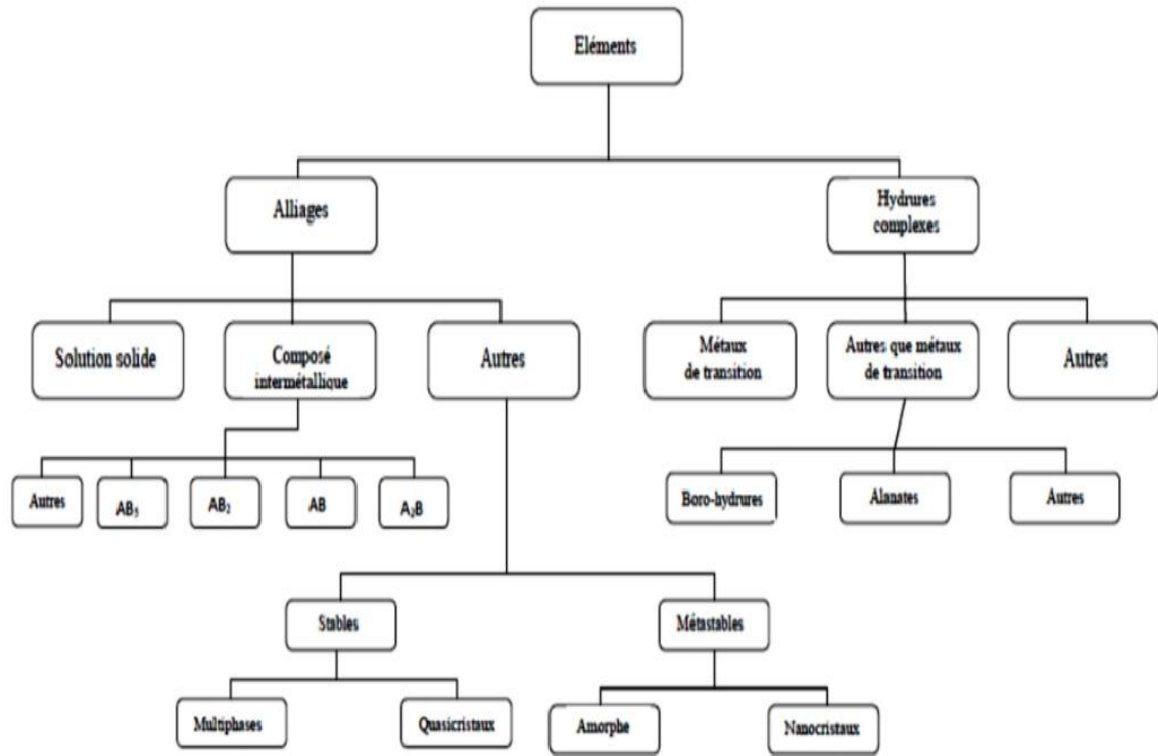 Eléments
Alliages
Hydrures
complexes
Solution solide
Composé
intermétallique
Autres
Métaux
de transition
Autres que métaux
de transition
Autres
Autres
AB₅
AB₂
AB
A₂B
Boro-hydrures
Alanates
Autres
Stables
Métastables
Multiphases
Quasicristaux
Amorphe
Nanocristaux